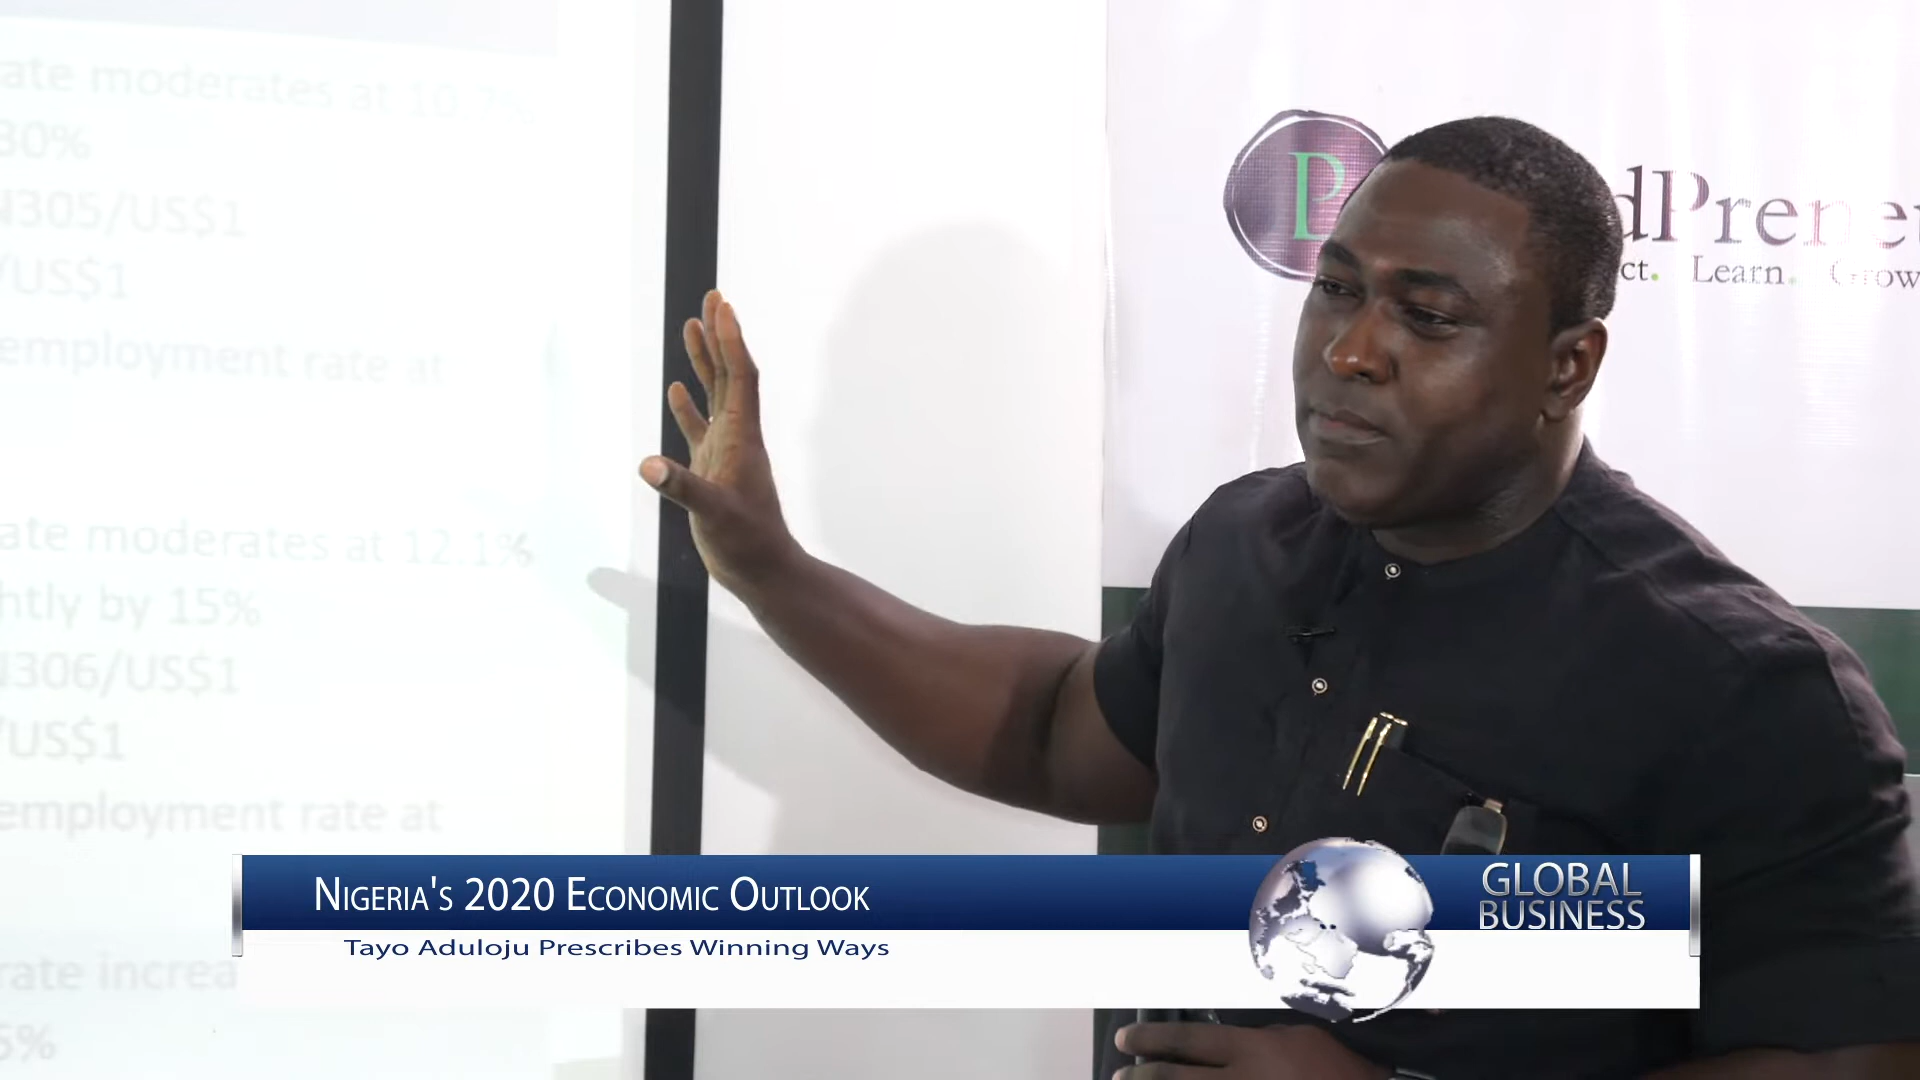 ate moderates at 10.7%
30%
N305/US$1
/US$1
employment rate at
ate moderates at 12.1%
htly by 15%
N306/US$1
/US$1
employment rate at
rate increa
5%
P
dPrene
ct. Learn. Grow
NIGERIA'S 2020 ECONOMIC OUTLOOK
Tayo Aduloju Prescribes Winning Ways
GLOBAL
BUSINESS